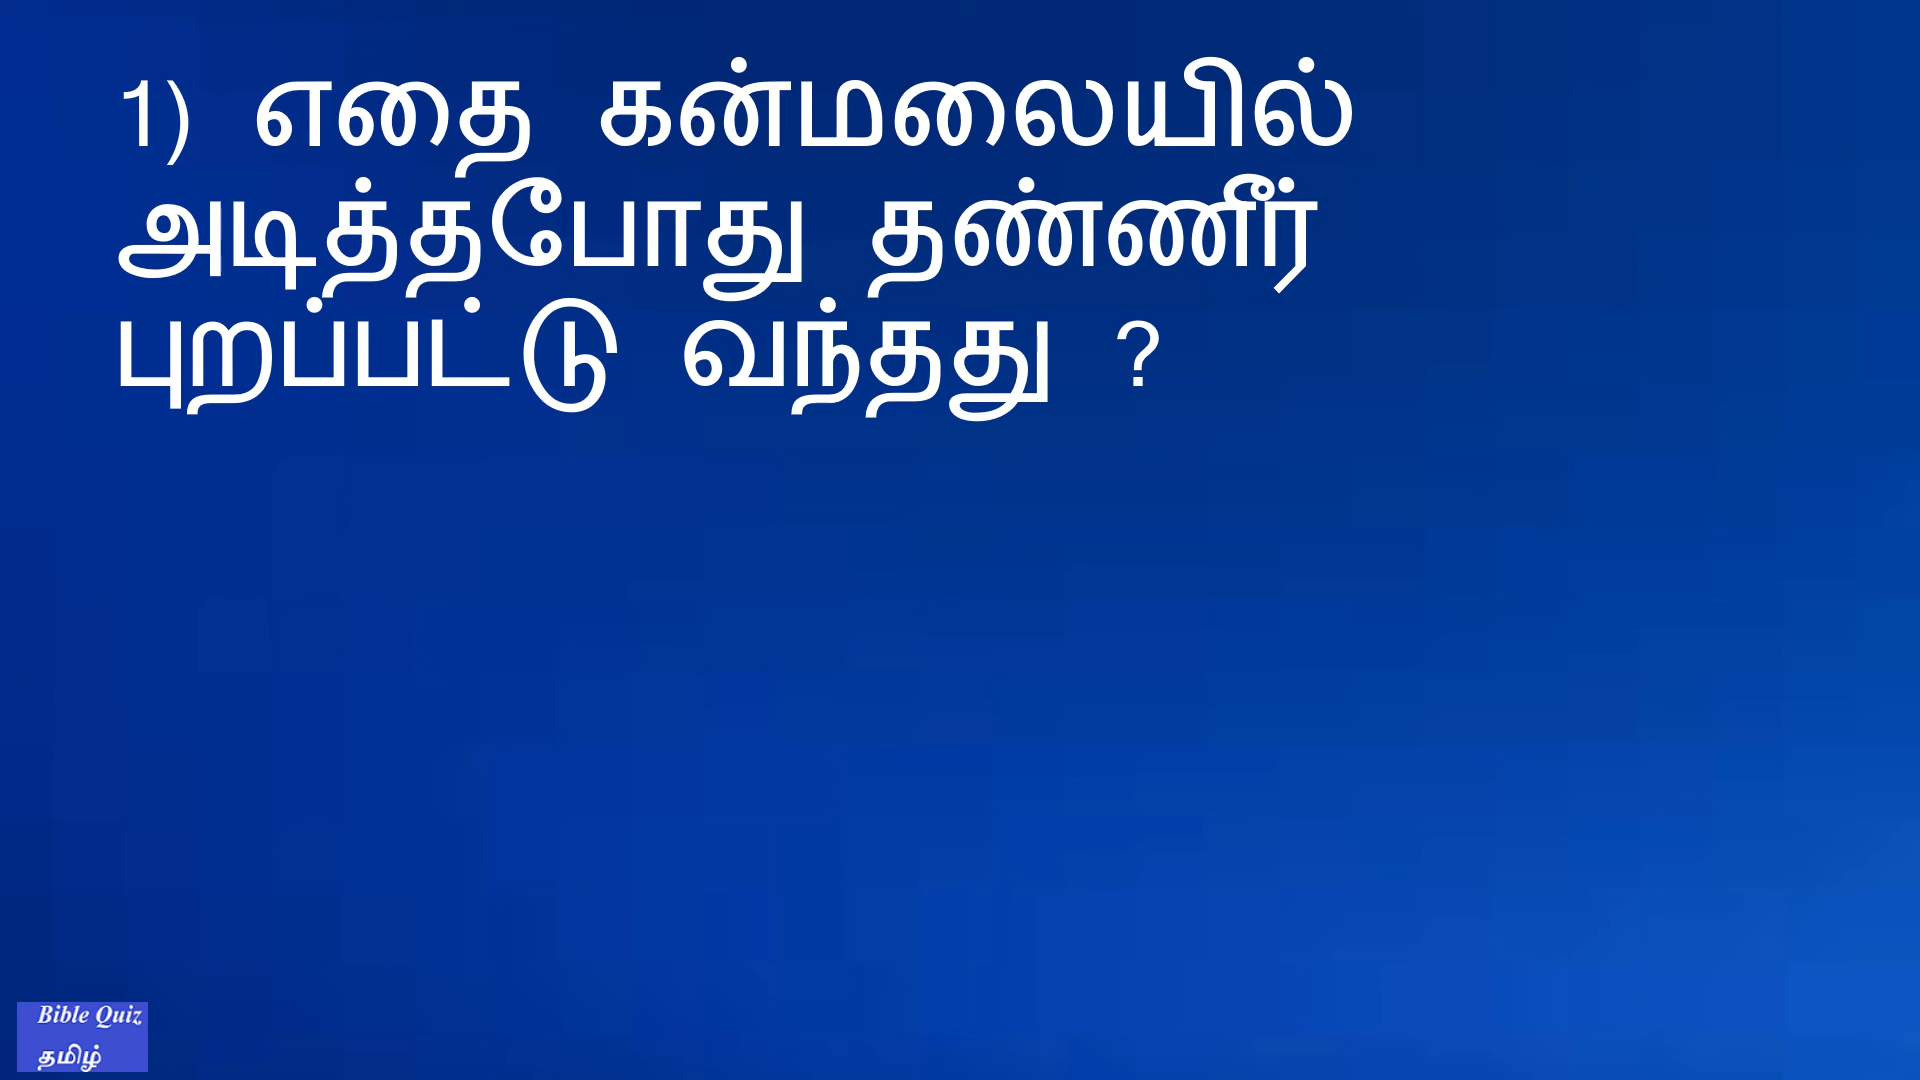 1) எதை கன்மலையில்
அடித்தபோது தண்ணீர்
புறப்பட்டு வந்தது ?
Bible Quiz
தமிழ்